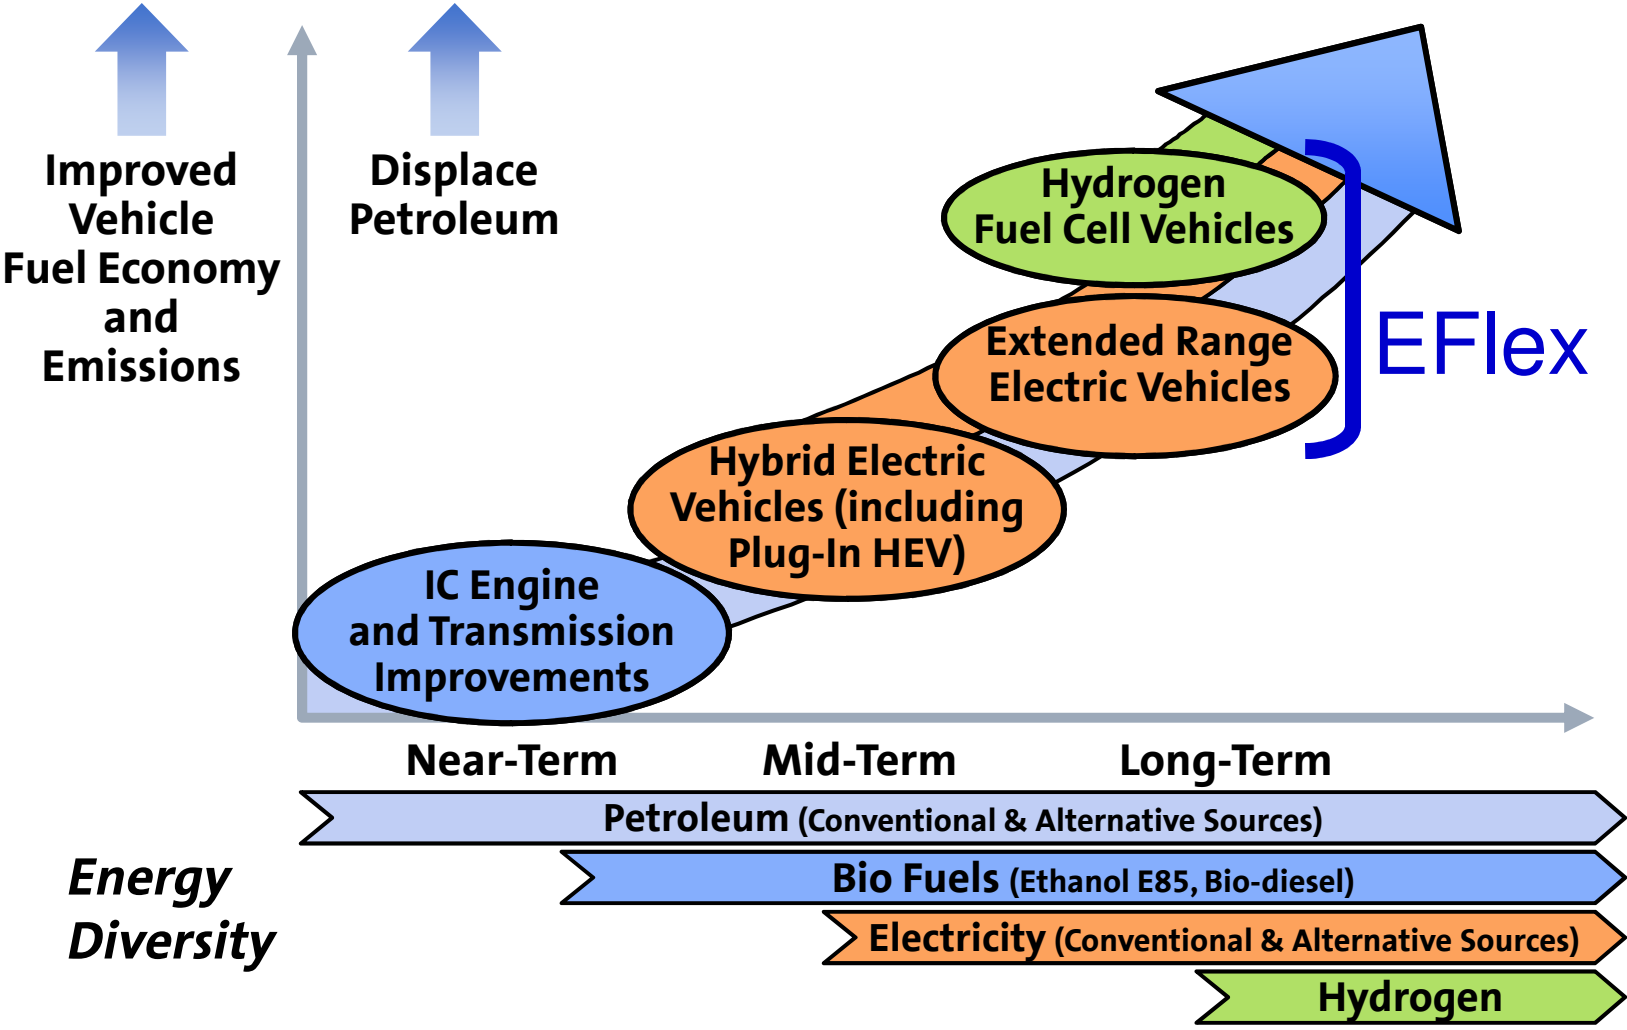 Improved
Vehicle
Fuel Economy
and
Emissions
Displace
Petroleum
Hydrogen
Fuel Cell Vehicles
Extended Range
Electric Vehicles
EFlex
Hybrid Electric
Vehicles (including
Plug-In HEV)
IC Engine
and Transmission
Improvements
Near-Term
Mid-Term
Long-Term
Energy
Diversity
Petroleum (Conventional & Alternative Sources)
Bio Fuels (Ethanol E85, Bio-diesel)
Electricity (Conventional & Alternative Sources)
Hydrogen